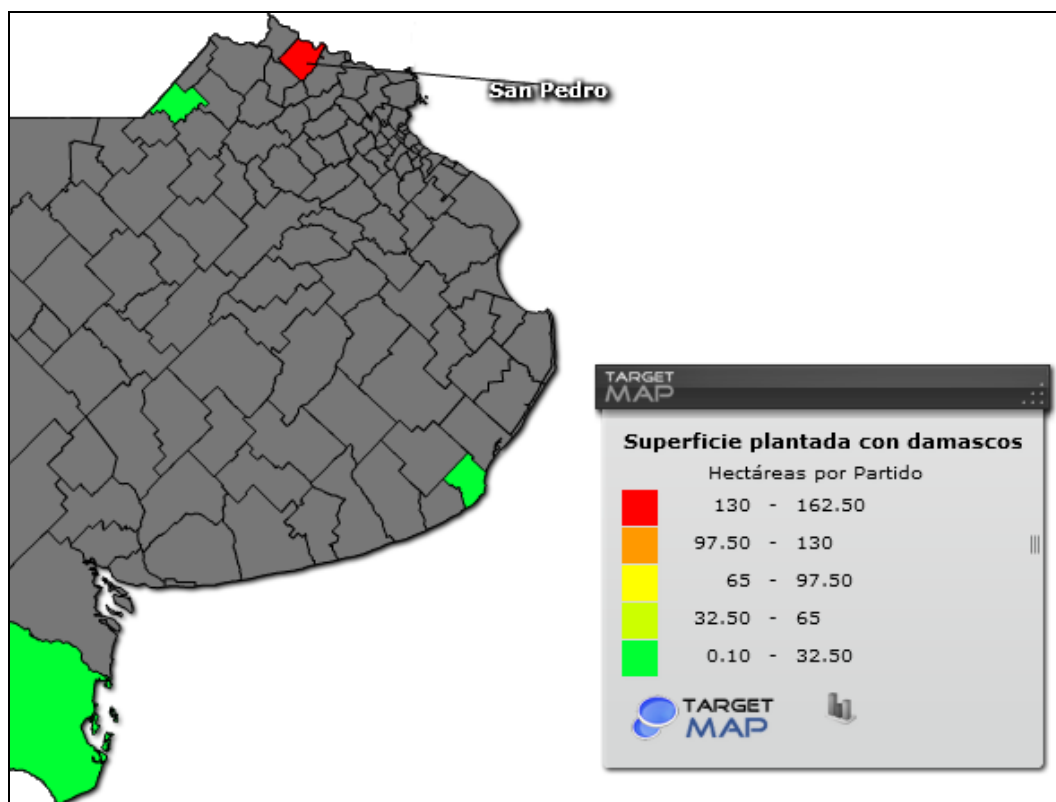 San Pedro
TARGET
MAP
Superficie plantada con damascos
Hectáreas por Partido
130 - 162.50
97.50 - 130
65 - 97.50
32.50 - 65
0.10 - 32.50
TARGET
MAP